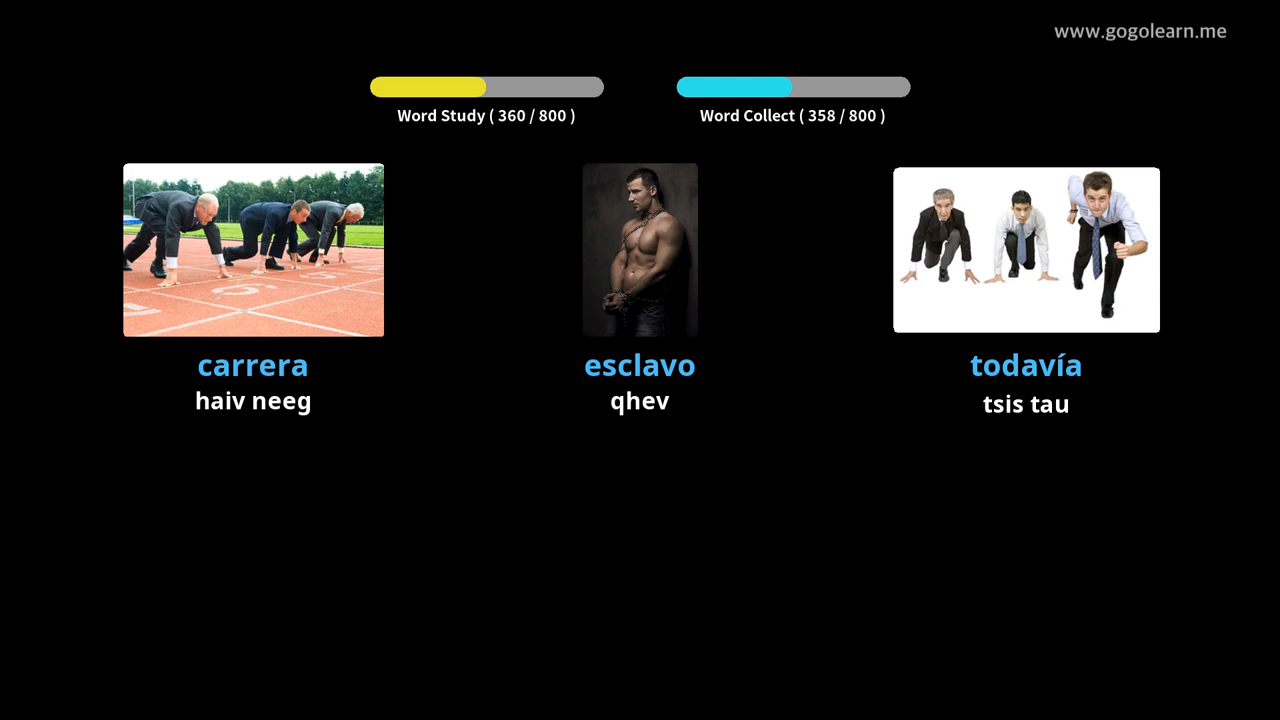 www.gogolearn.me
Word Study ( 360 / 800 )
Word Collect ( 358 / 800 )
carrera
haiv neeg
esclavo
qhev
todavía
tsis tau